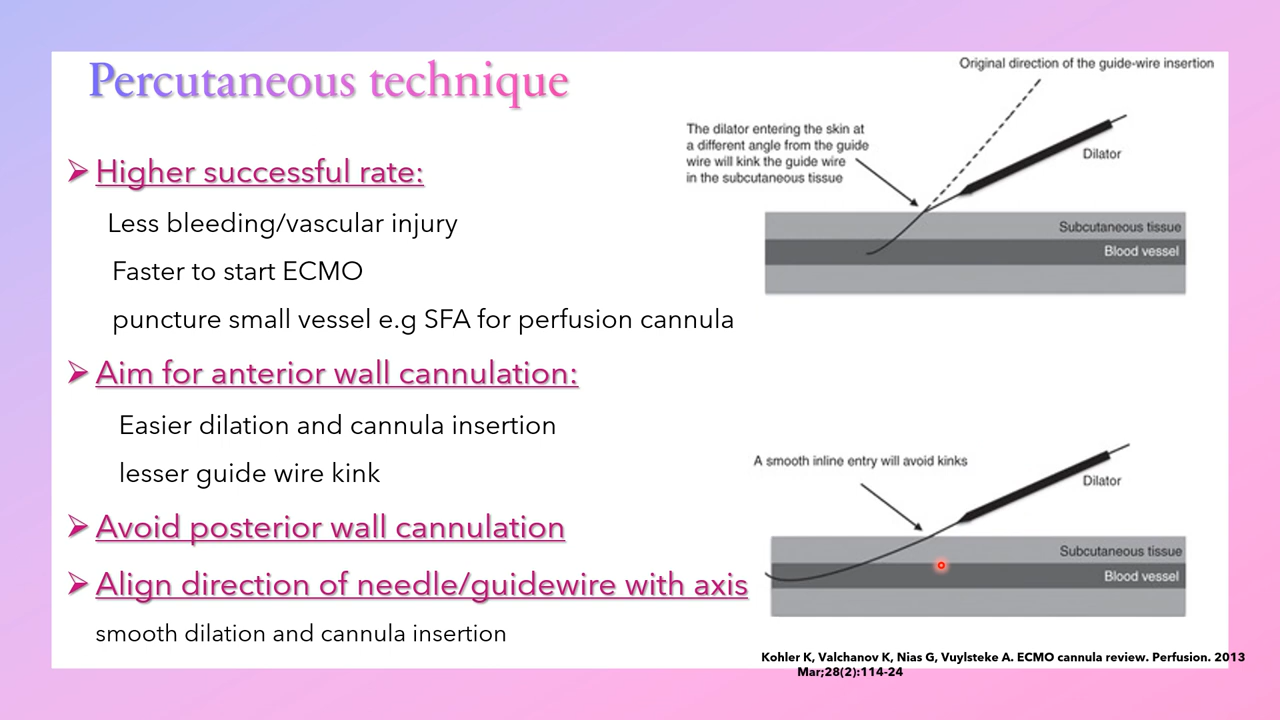 Percutaneous technique
Higher successful rate:
Less bleeding/vascular injury
Faster to start ECMO
puncture small vessel e.g SFA for perfusion cannula
Aim for anterior wall cannulation:
Easier dilation and cannula insertion
lesser guide wire kink
Avoid posterior wall cannulation
Align direction of needle/guidewire with axis
smooth dilation and cannula insertion
Original direction of the guide-wire insertion
The dilator entering the skin at
a different angle from the guide
wire will kink the guide wire
in the subcutaneous tissue
Dilator
Subcutaneous tissue
Blood vessel
A smooth inline entry will avoid kinks
Dilator
Subcutaneous tissue
Blood vessel
Kohler K, Valchanov K, Nias G, Vuylsteke A. ECMO cannula review. Perfusion. 2013
Mar;28(2):114-24